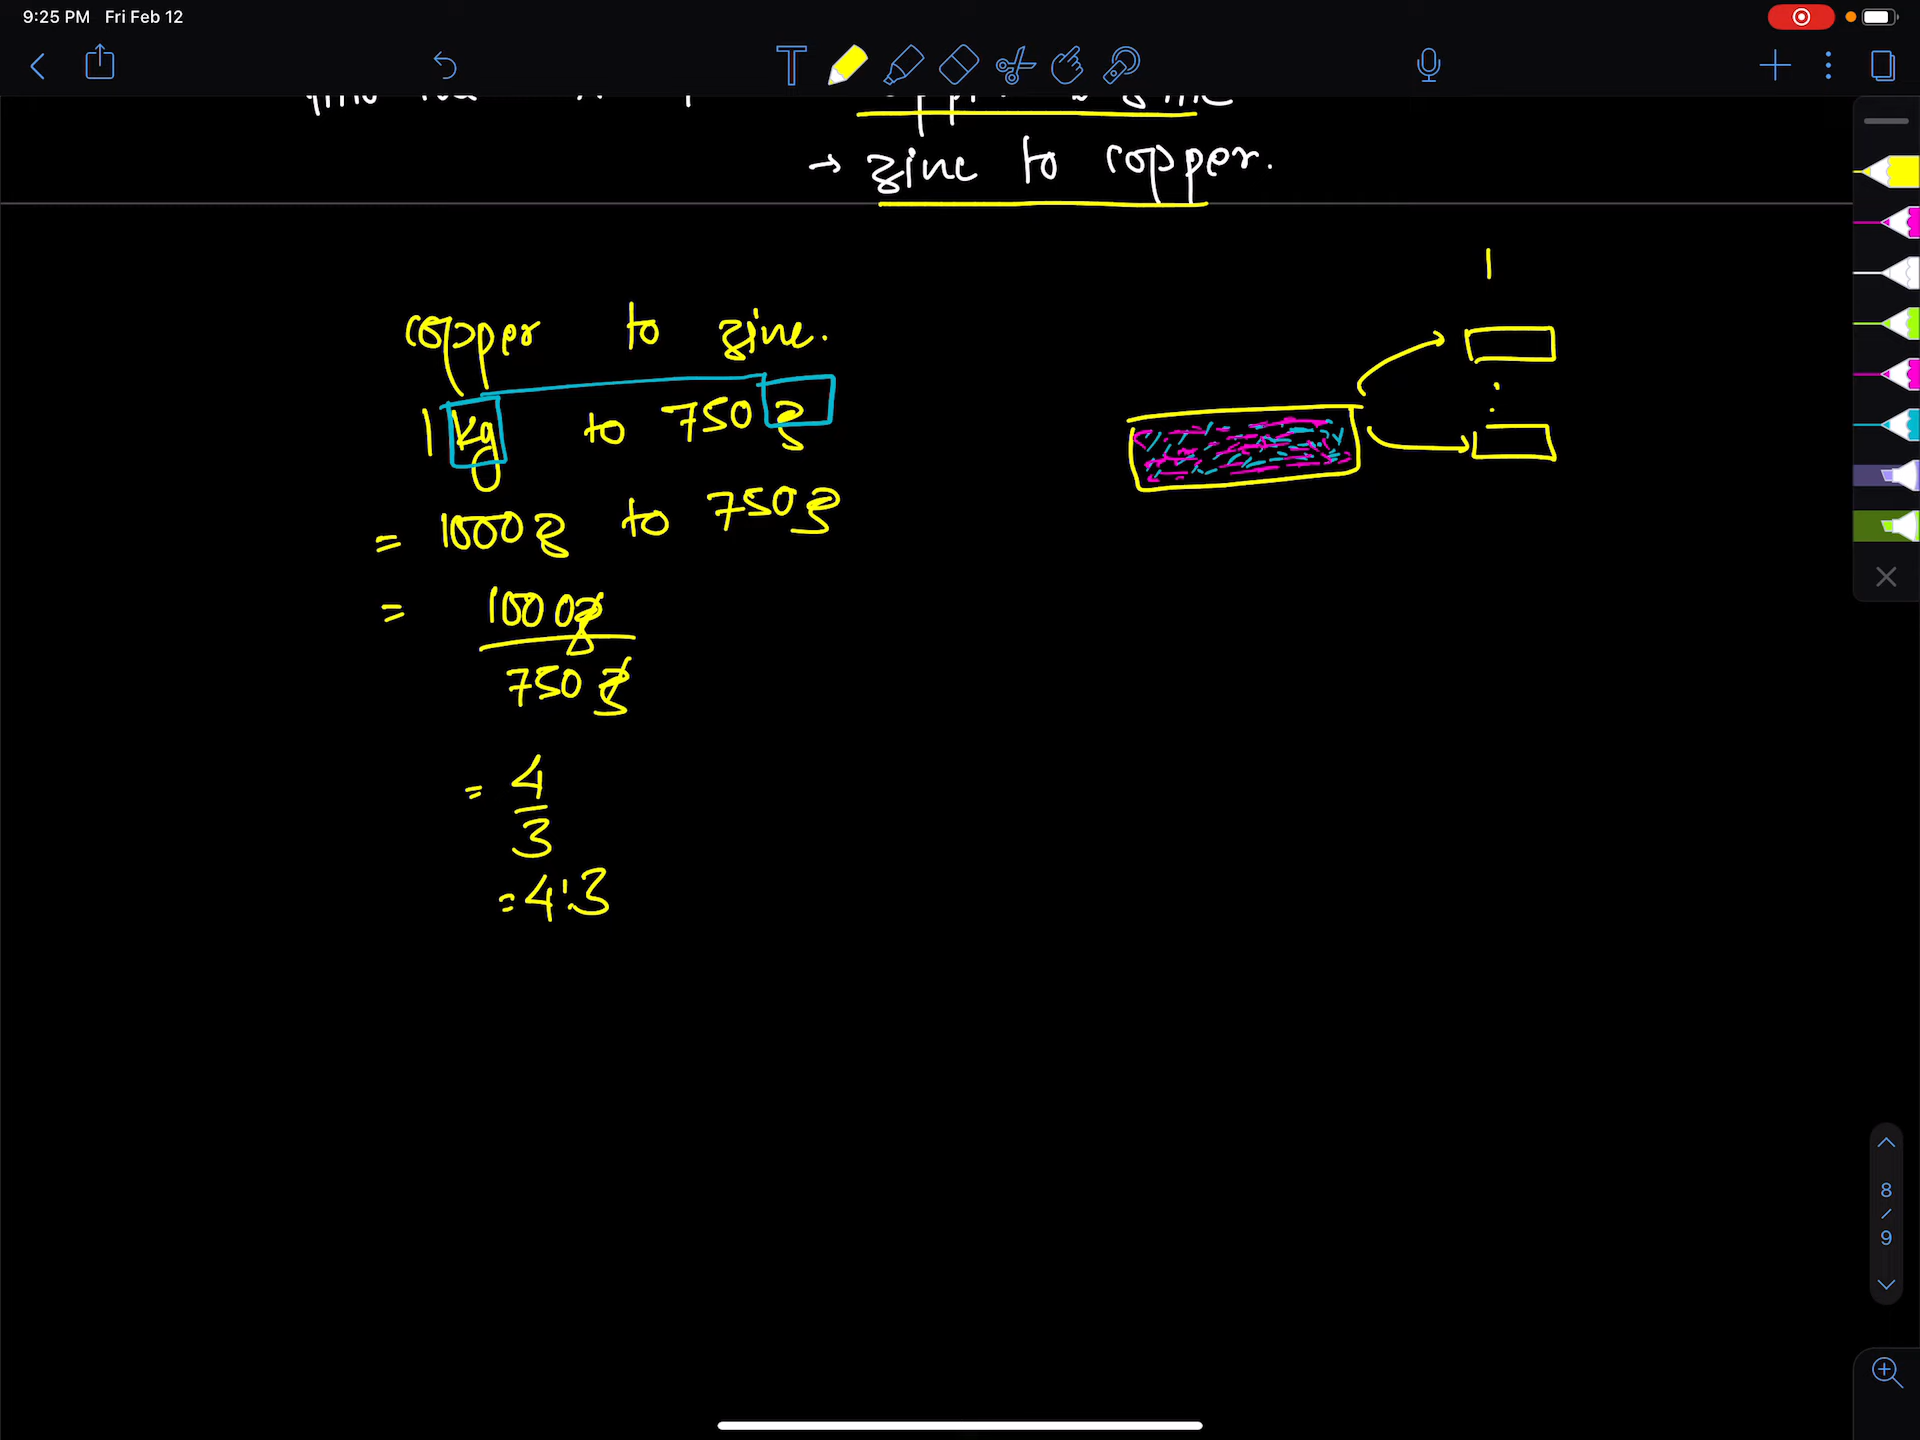 9:25 PM Fri Feb 12
T
→ zinc to copper.
1
copper to zinc.
1 kg to 750 g
= 1000 g to 750 g
= 1000 g
750 g
= 4
3
= 4:3
8
/
9